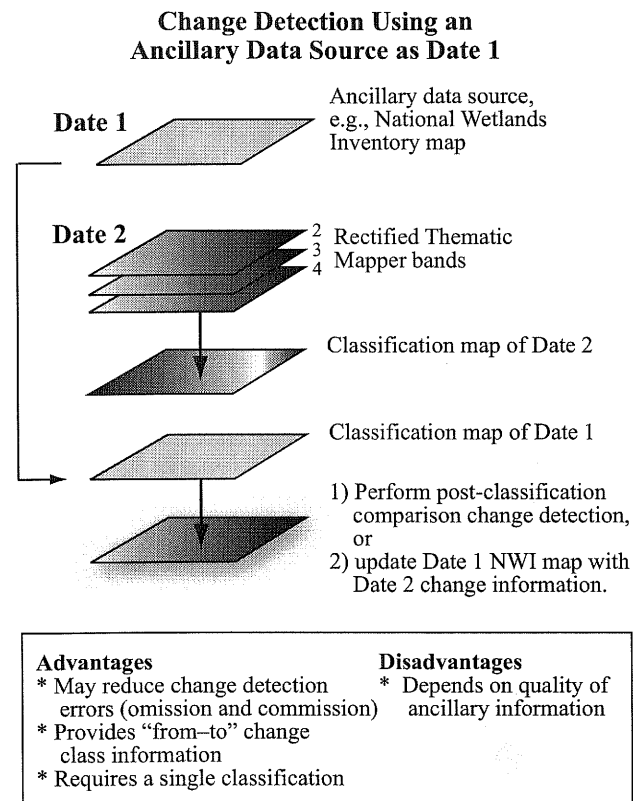 Change Detection Using an
Ancillary Data Source as Date 1
Date 1
Ancillary data source,
e.g., National Wetlands
Inventory map
Date 2
2
3
4
Rectified Thematic
Mapper bands
Classification map of Date 2
Classification map of Date 1
1) Perform post-classification
comparison change detection,
or
2) update Date 1 NWI map with
Date 2 change information.
Advantages
* May reduce change detection
errors (omission and commission)
* Provides “from–to” change
class information
* Requires a single classification
Disadvantages
* Depends on quality of
ancillary information